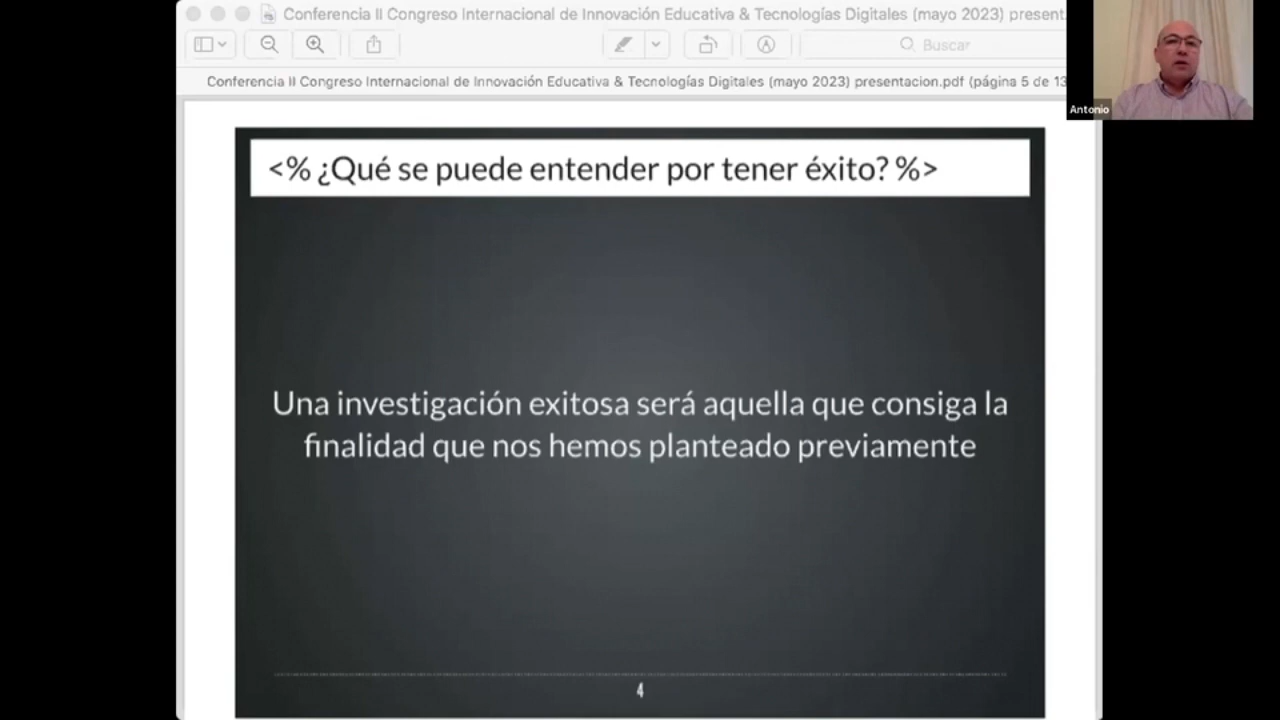 Conferencia II Congreso Internacional de Innovación Educativa & Tecnologías Digitales (mayo 2023) present
Buscar
Conferencia II Congreso Internacional de Innovación Educativa & Tecnologías Digitales (mayo 2023) presentacion.pdf (página 5 de 13
Antonio
<% ¿Qué se puede entender por tener éxito? %>
Una investigación exitosa será aquella que consiga la
finalidad que nos hemos planteado previamente
4